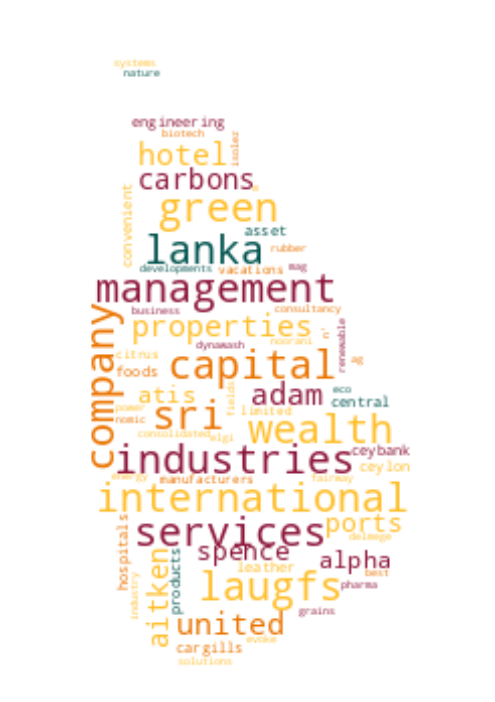 systems
nature
engineering
biotech
isolez
hotel
carbons
convenient
green
asset
lanka
rubber
developments
vacations
mag
management
business
consultancy
company
properties
renewable
dynawash
noorani
citrus
capital
ag
foods
eco
atis
adam
central
fields
power
sri
limited
nomic
wealth
consolidated
elgi
industries
ceybank
ceylon
energy
manufacturers
fairway
international
hospitals
services
ports
delmege
spence
alpha
aitken
products
leather
best
industry
laugfs
pharma
grains
united
evoke
cargills
solutions